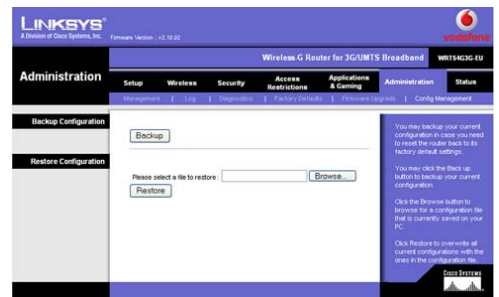 LINKSYS®
A Division of Cisco Systems, Inc.
Firmware Version : v2.10.02
vodafone
Wireless-G Router for 3G/UMTS Broadband
WRT54G3G-EU
Administration
Setup
Wireless
Security
Access Restrictions
Applications & Gaming
Administration
Status
Management | Log | Diagnostics | Factory Defaults | Firmware Upgrade | Config Management
Backup Configuration
Backup
Restore Configuration
Please select a file to restore :
Browse...
Restore
You may backup your current
configuration in case you need
to reset the router back to its
factory default settings.
You may click the Back up
button to backup your current
configuration.
Click the Browse button to
browse for a configuration file
that is currently saved on your
PC.
Click Restore to overwrite all
current configurations with the
ones in the configuration file.
CISCO SYSTEMS